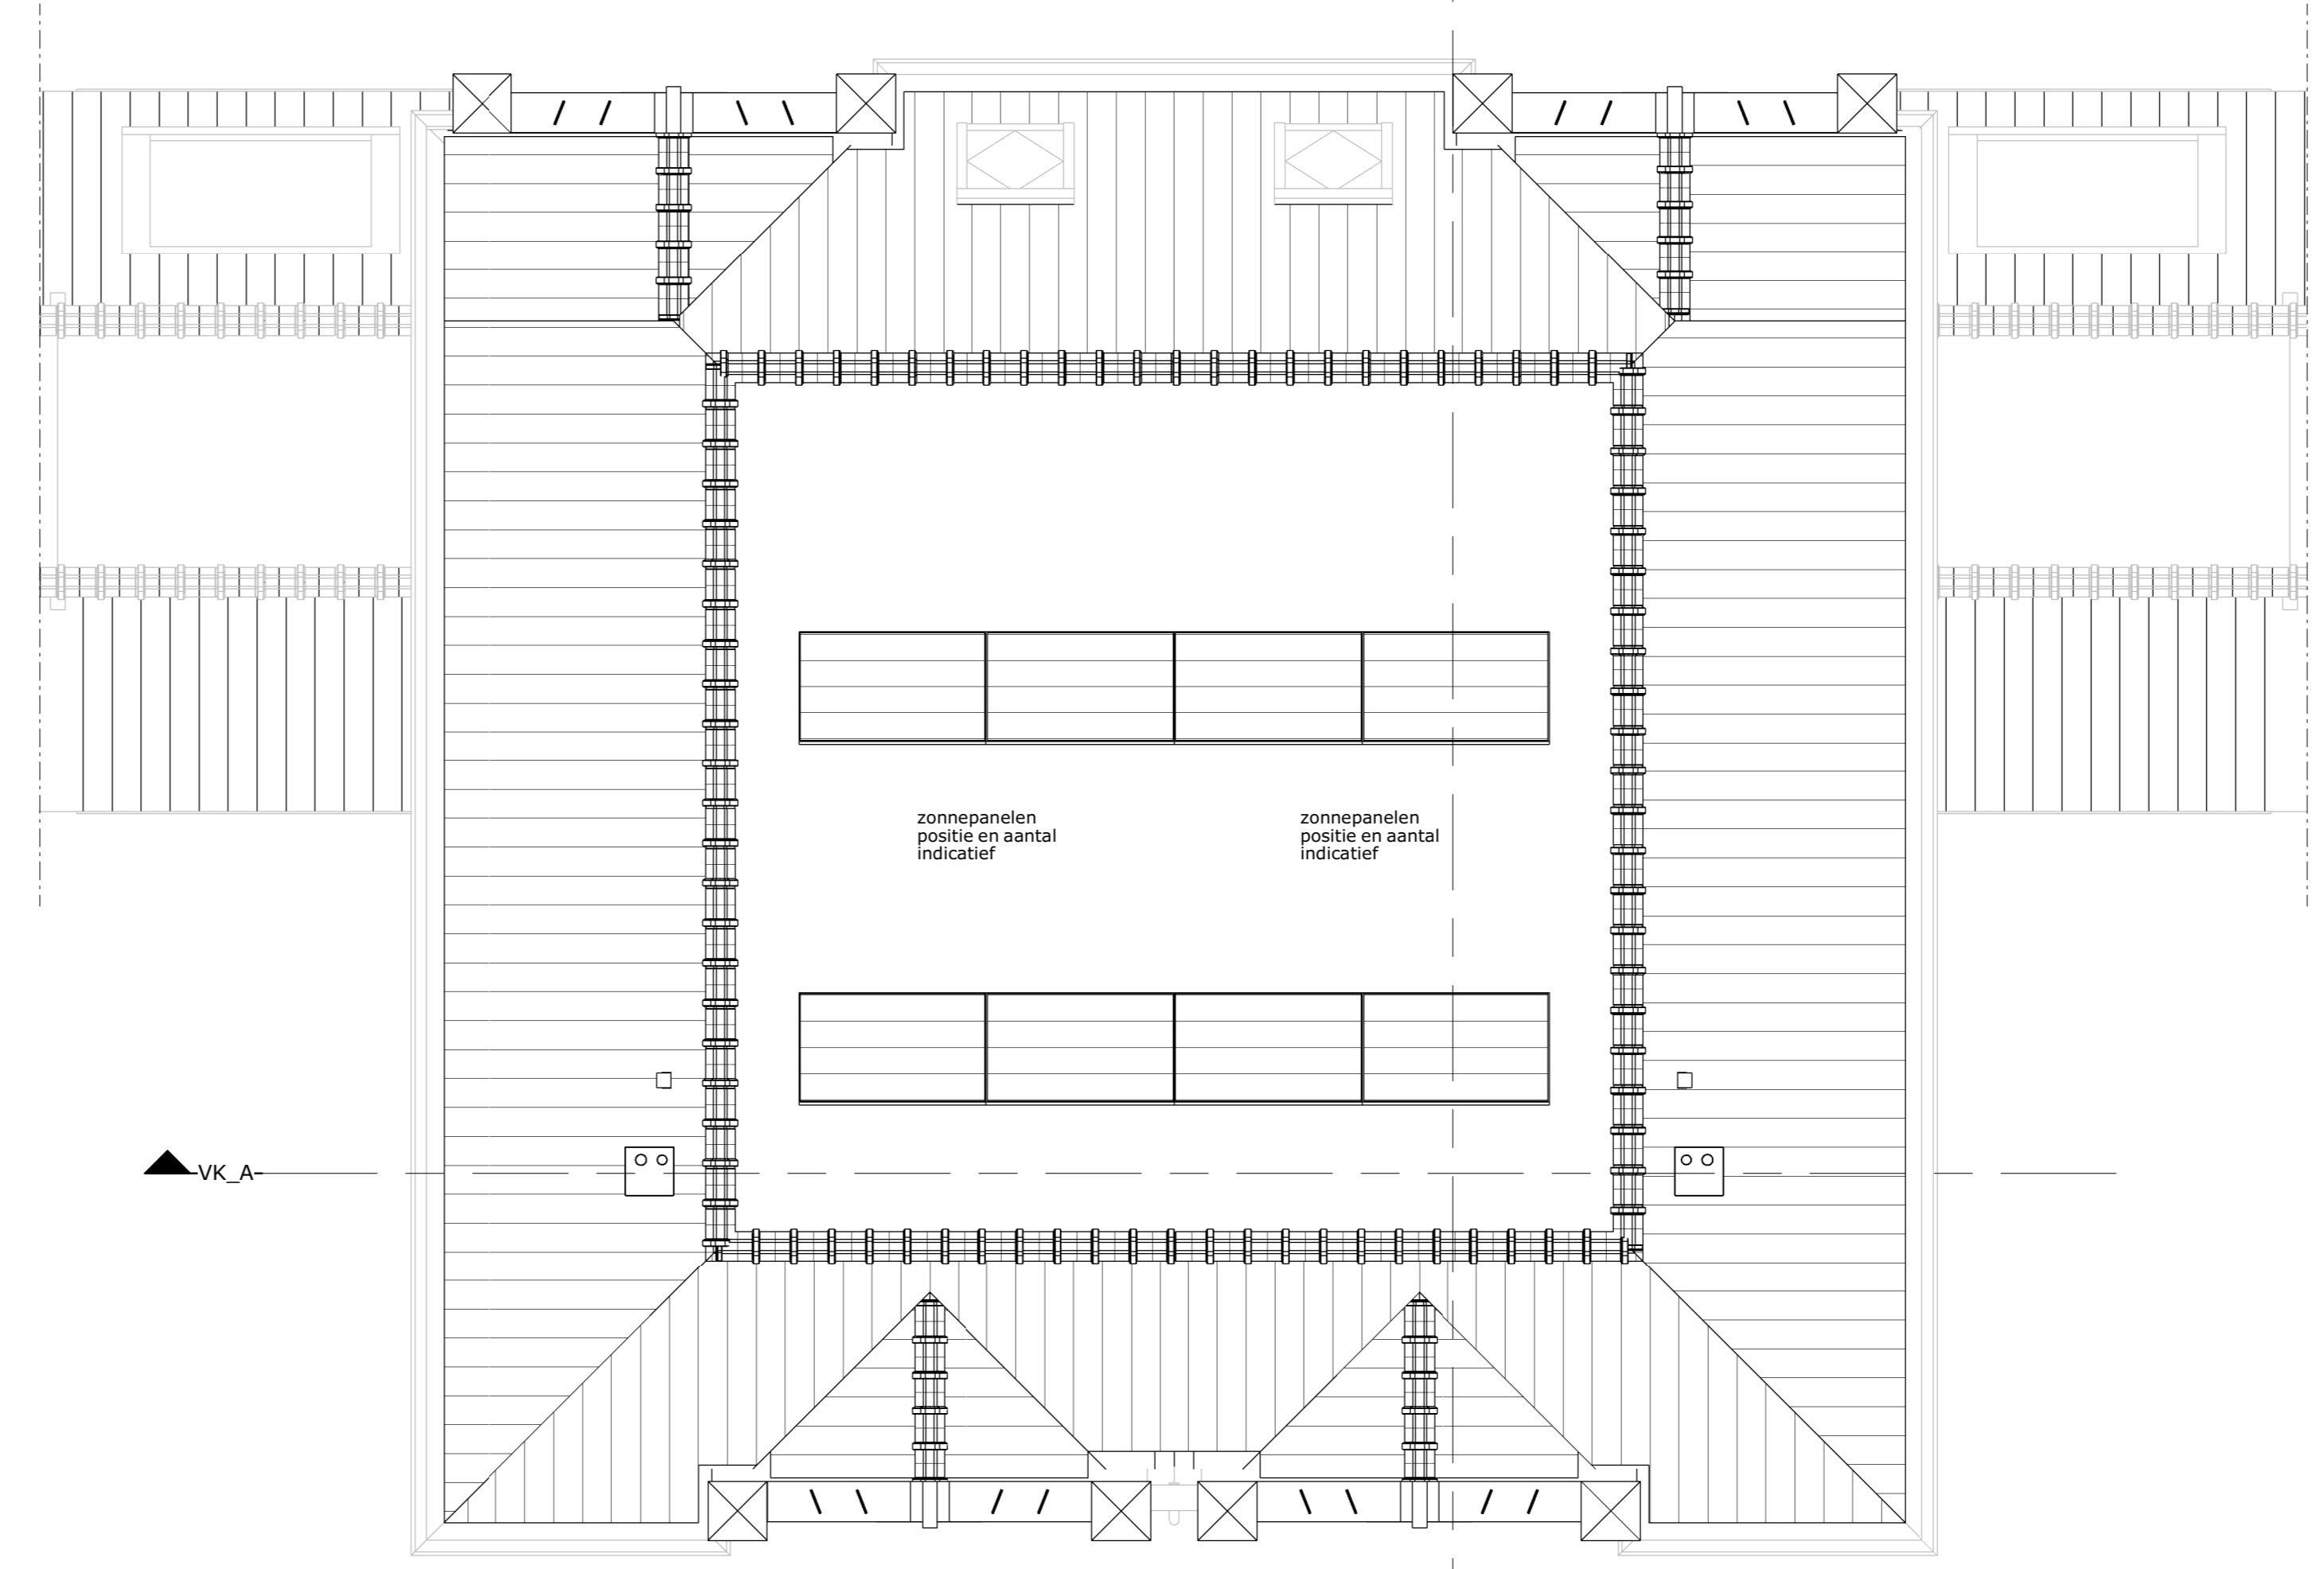 zonnepanelen
positie en aantal
indicatief
zonnepanelen
positie en aantal
indicatief
VK_A